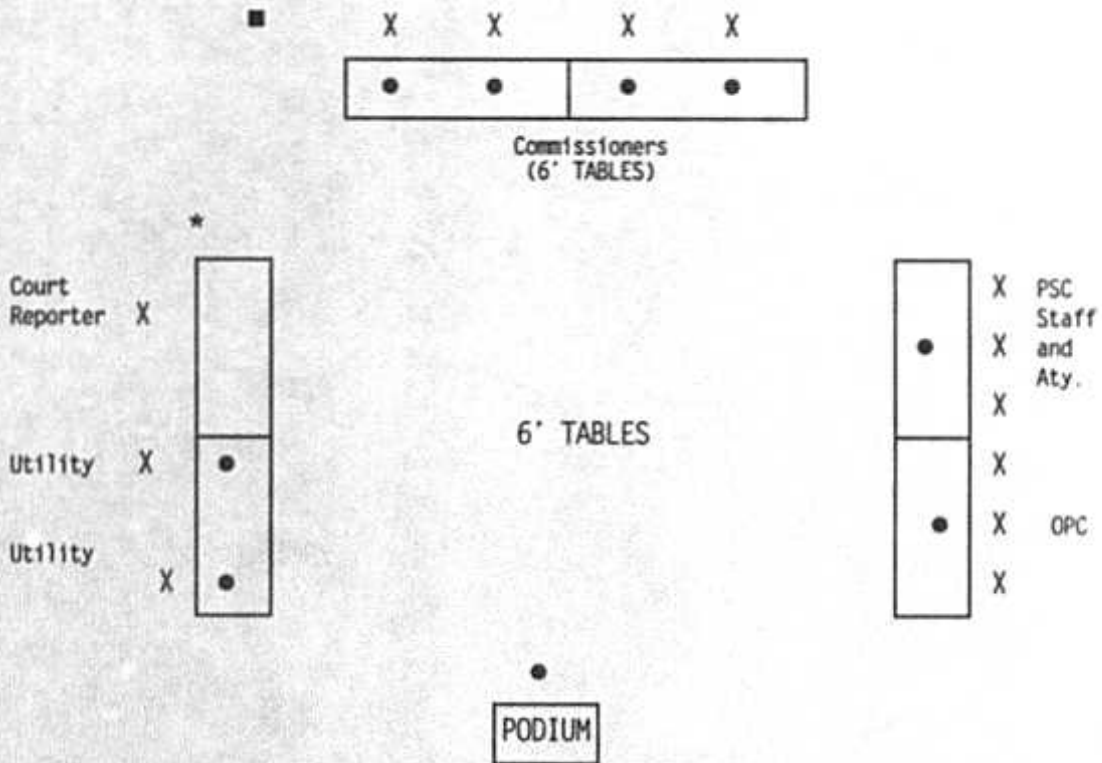 X X X X
Commissioners
(6' TABLES)
*
Court
Reporter X
X PSC
Staff
X and
Aty.
X
6' TABLES
Utility X
X
Utility
X OPC
X
X
PODIUM